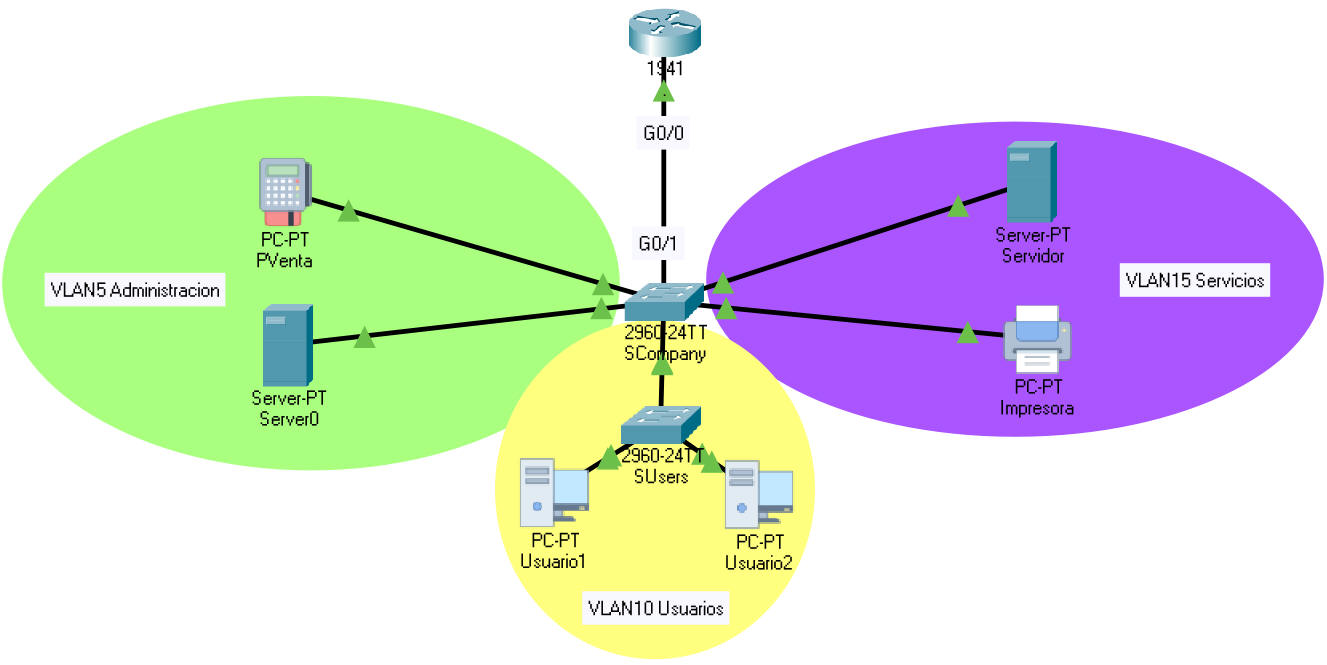 1941
G0/0
G0/1
PC-PT
PVenta
VLAN5 Administracion
Server-PT
Server0
2960-24TT
SCompany
Server-PT
Servidor
VLAN15 Servicios
PC-PT
Impresora
2960-24TT
SUsers
PC-PT
Usuario1
PC-PT
Usuario2
VLAN10 Usuarios